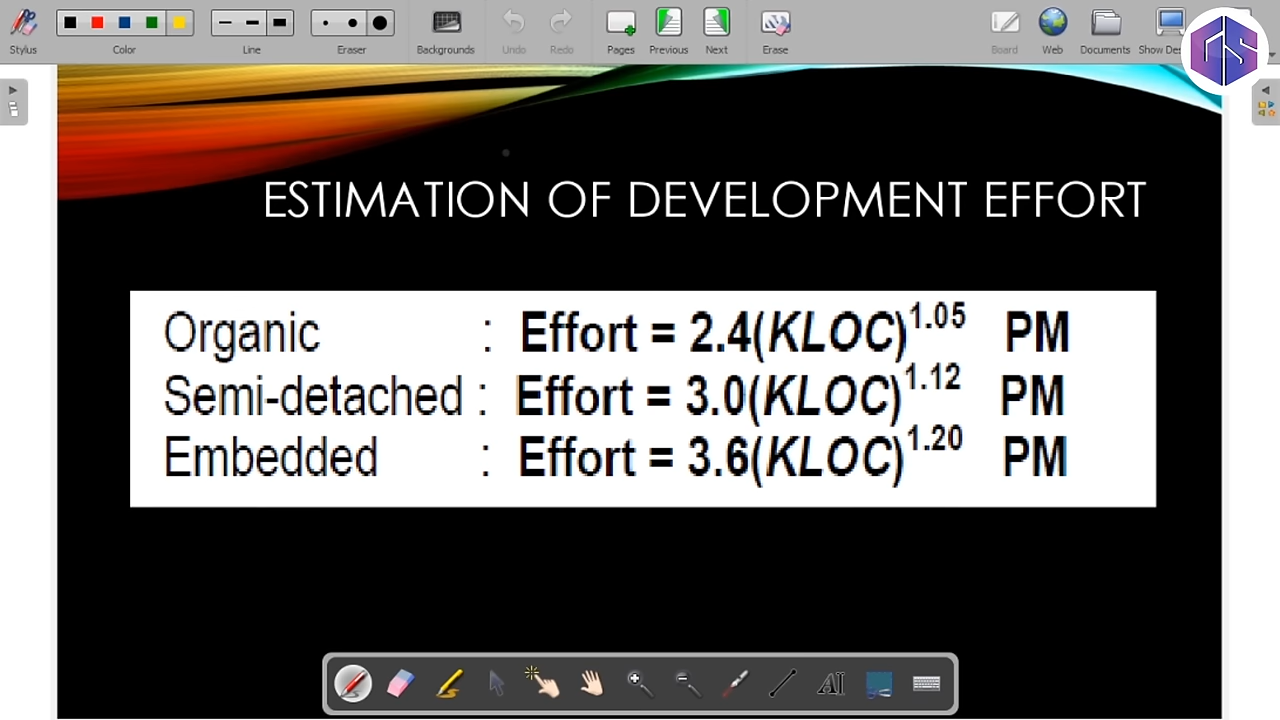 Stylus
Color
Line
Eraser
Backgrounds
Undo
Redo
Pages
Previous
Next
Erase
Board
Web
Documents
ESTIMATION OF DEVELOPMENT EFFORT
Organic : Effort = 2.4(KLOC)^1.05 PM
Semi-detached : Effort = 3.0(KLOC)^1.12 PM
Embedded : Effort = 3.6(KLOC)^1.20 PM
AI